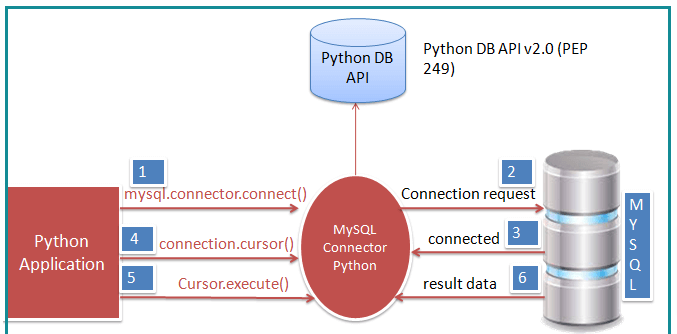 Python DB
API
Python DB API v2.0 (PEP
249)
1
mysql.connector.connect()
2
Connection request
Python
Application
4
connection.cursor()
MySQL
Connector
Python
3
connected
5
Cursor.execute()
6
result data
M
Y
S
Q
L